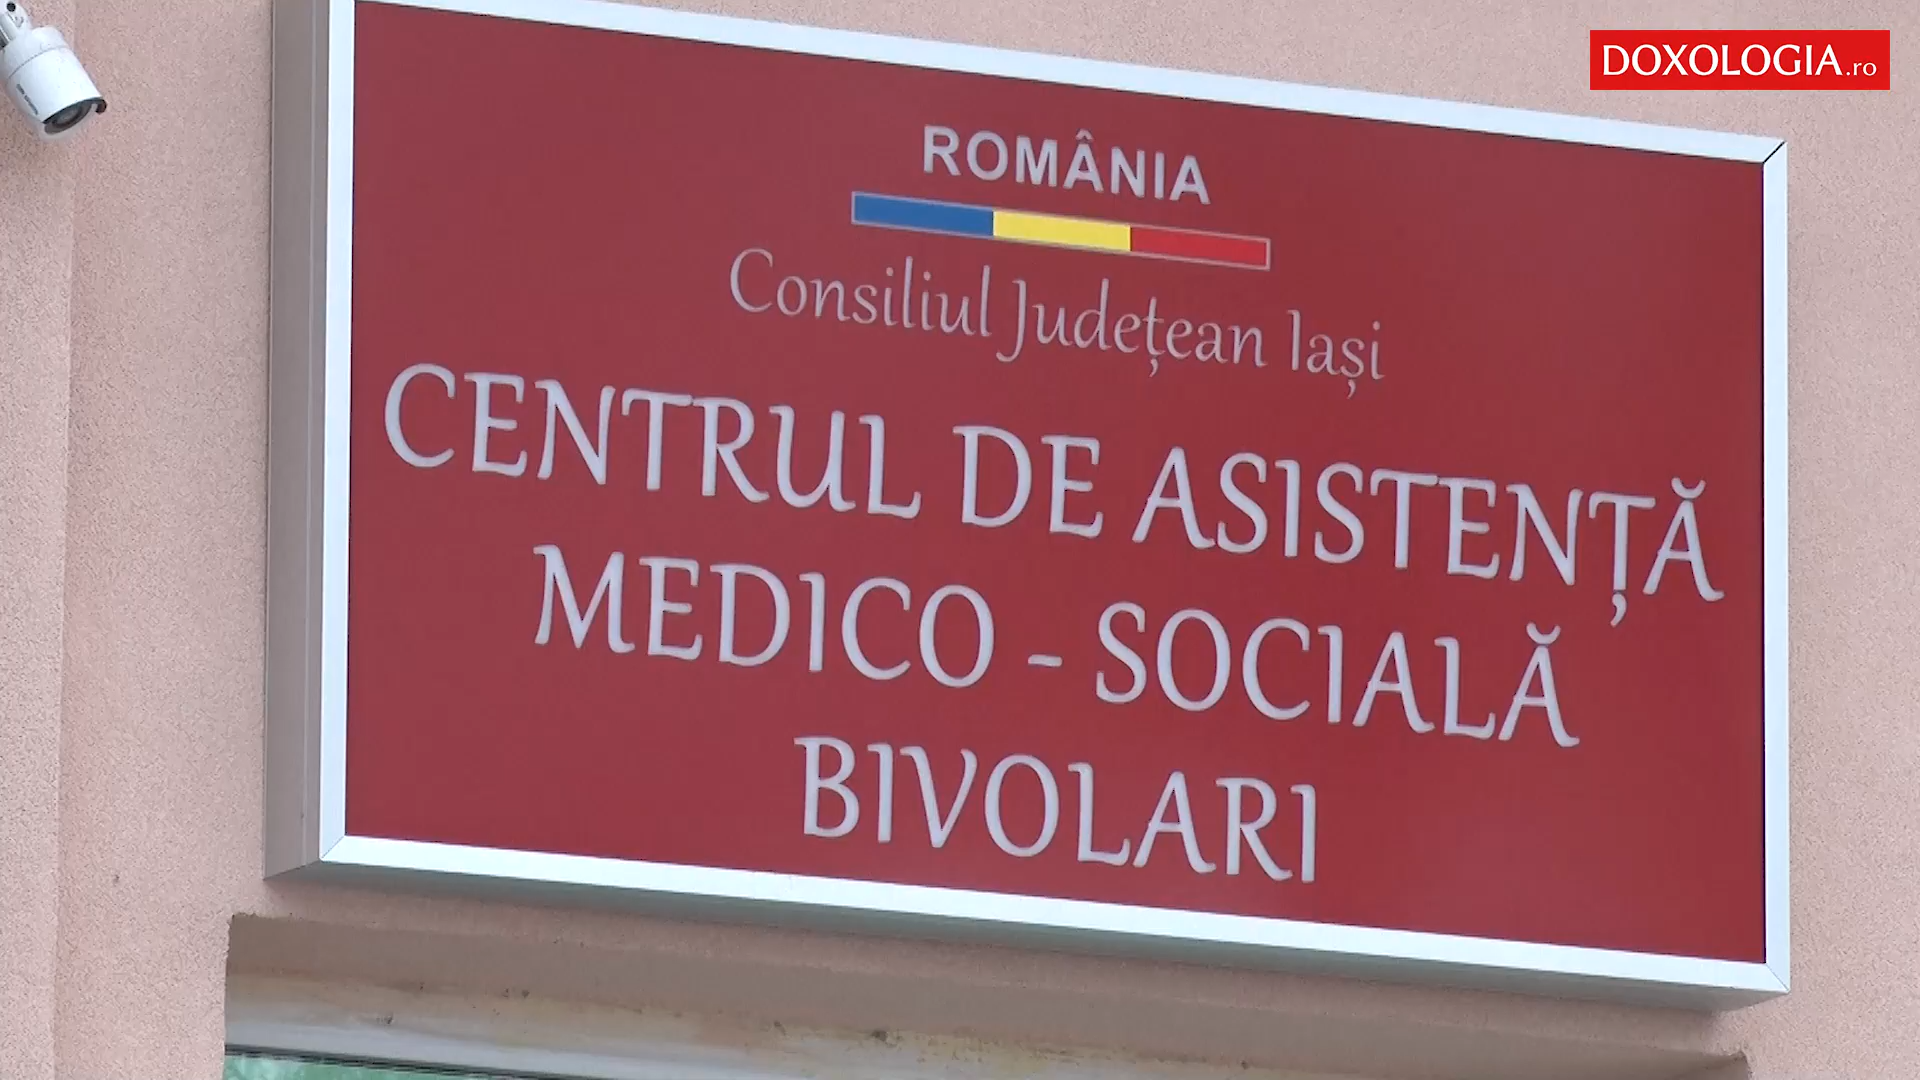 DOXOLOGIA.ro
ROMÂNIA
Consiliul Județean Iași
CENTRUL DE ASISTENȚĂ
MEDICO - SOCIALĂ
BIVOLARI